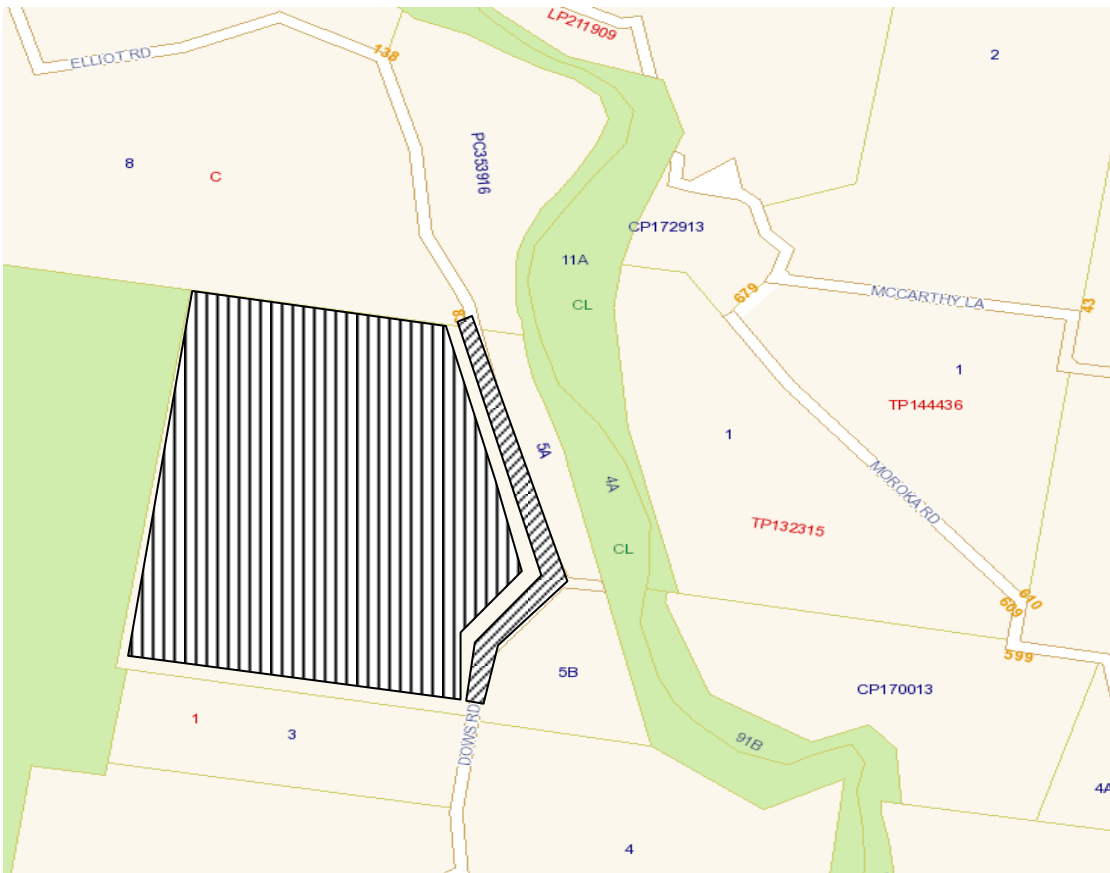 LP211909
ELLIOT RD
138
2
PC353916
8
C
CP172913
11A
679
MCCARTHY LA
43
CL
1
TP144436
5A
1
4A
MOROKA RD
TP132315
CL
610
609
599
5B
CP170013
1
3
DOWS RD
91B
4A
4